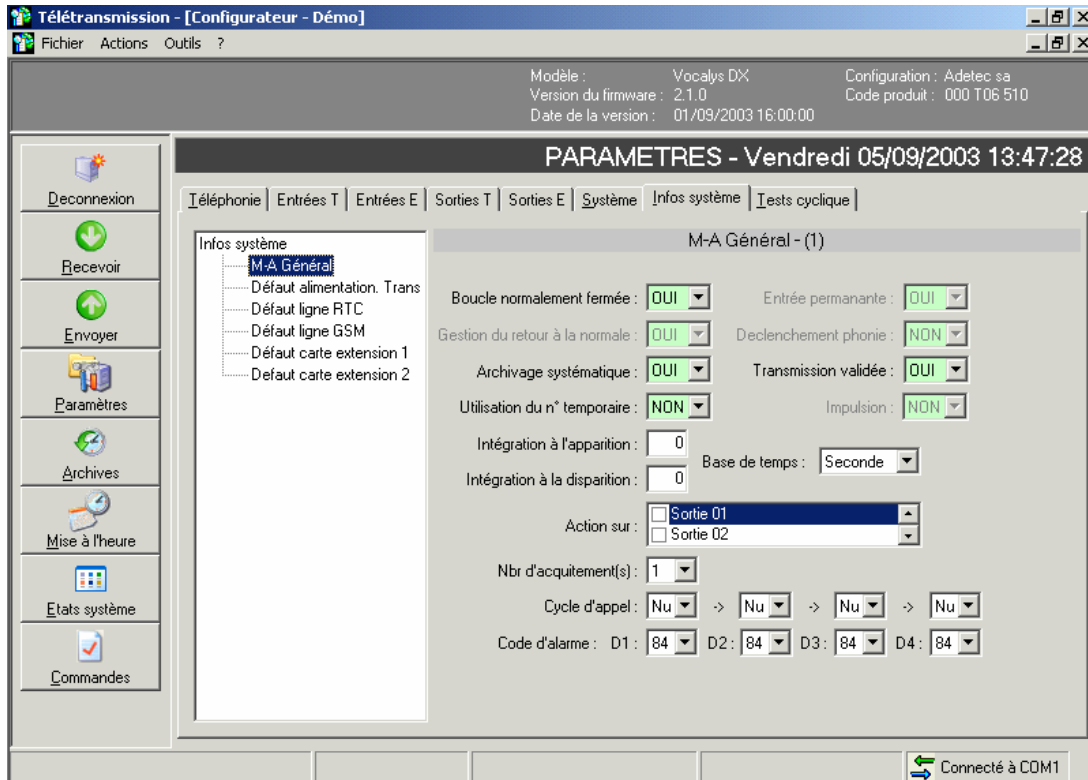 Télétransmission - [Configurateur - Démo]
Fichier Actions Outils ?
Modèle : Vocalys DX Configuration : Adetec sa
Version du firmware : 2.1.0 Code produit : 000 T06 510
Date de la version : 01/09/2003 16:00:00
PARAMETRES - Vendredi 05/09/2003 13:47:28
Deconnexion
Recevoir
Envoyer
Paramètres
Archives
Mise à l'heure
Etats système
Commandes
Téléphonie Entrées T Entrées E Sorties T Sorties E Système Infos système Tests cyclique
Infos système
M-A Général
Défaut alimentation. Trans
Défaut ligne RTC
Défaut ligne GSM
Défaut carte extension 1
Defaut carte extension 2
M-A Général - (1)
Boucle normalement fermée : OUI Entrée permanante : OUI
Gestion du retour à la normale : OUI Declenchement phonie : NON
Archivage systématique : OUI Transmission validée : OUI
Utilisation du n° temporaire : NON Impulsion : NON
Intégration à l'apparition : 0
Base de temps : Seconde
Intégration à la disparition : 0
Action sur : Sortie 01
Sortie 02
Nbr d'acquitement(s) : 1
Cycle d'appel : Nu -> Nu -> Nu -> Nu
Code d'alarme : D1 : 84 D2 : 84 D3 : 84 D4 : 84
Connecté à COM1